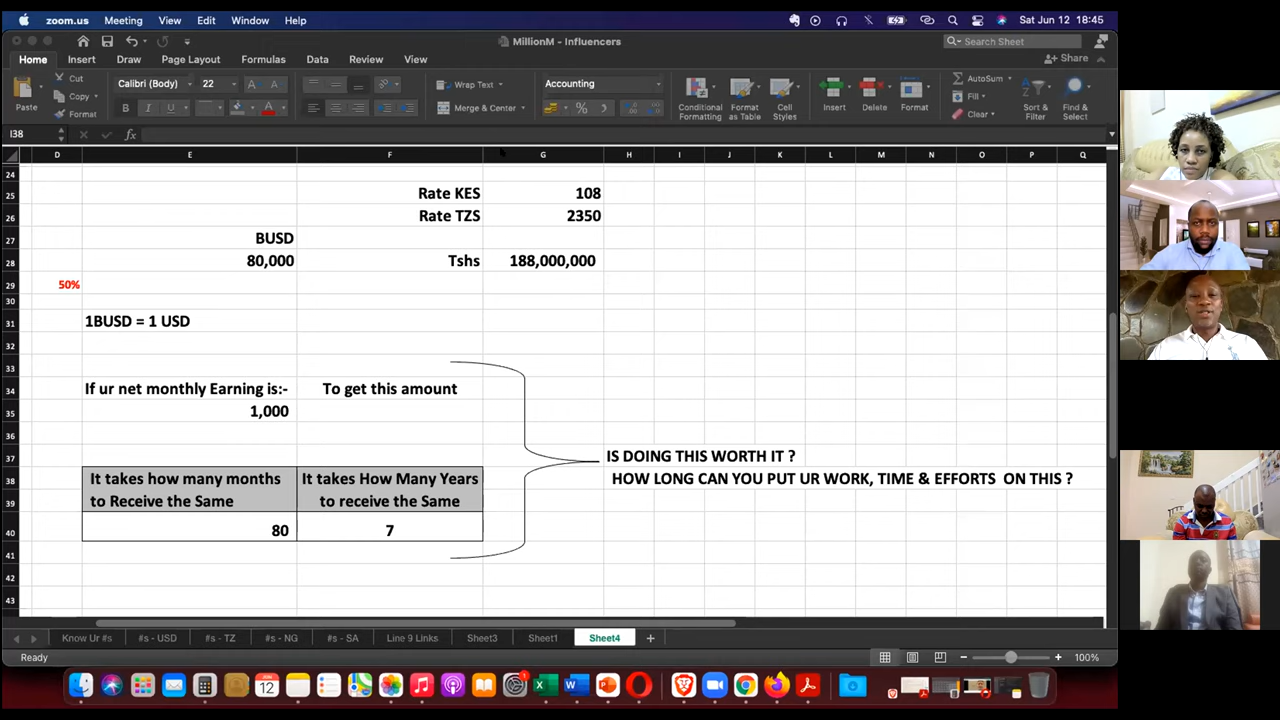 zoom.us Meeting View Edit Window Help Sat Jun 12 18:45
MillionM - Influencers Search Sheet
Home Insert Draw Page Layout Formulas Data Review View Share
Paste Cut Copy Format Calibri (Body) 22 B I U A Wrap Text Merge & Center Accounting % Conditional Formatting Format as Table Cell Styles Insert Delete Format AutoSum Fill Clear Sort & Filter Find & Select
I38 fx
D E F G H I J K L M N O P Q
24
25 Rate KES 108
26 Rate TZS 2350
27 BUSD
28 80,000 Tshs 188,000,000
29 50%
30
31 1BUSD = 1 USD
32
33
34 If ur net monthly Earning is:- To get this amount
35 1,000
36
37 IS DOING THIS WORTH IT ?
38 It takes how many months It takes How Many Years HOW LONG CAN YOU PUT UR WORK, TIME & EFFORTS ON THIS ?
39 to Receive the Same to receive the Same
40 80 7
41
42
43
Know Ur #s #s - USD #s - TZ #s - NG #s - SA Line 9 Links Sheet3 Sheet1 Sheet4 +
Ready 100%
JUN 12